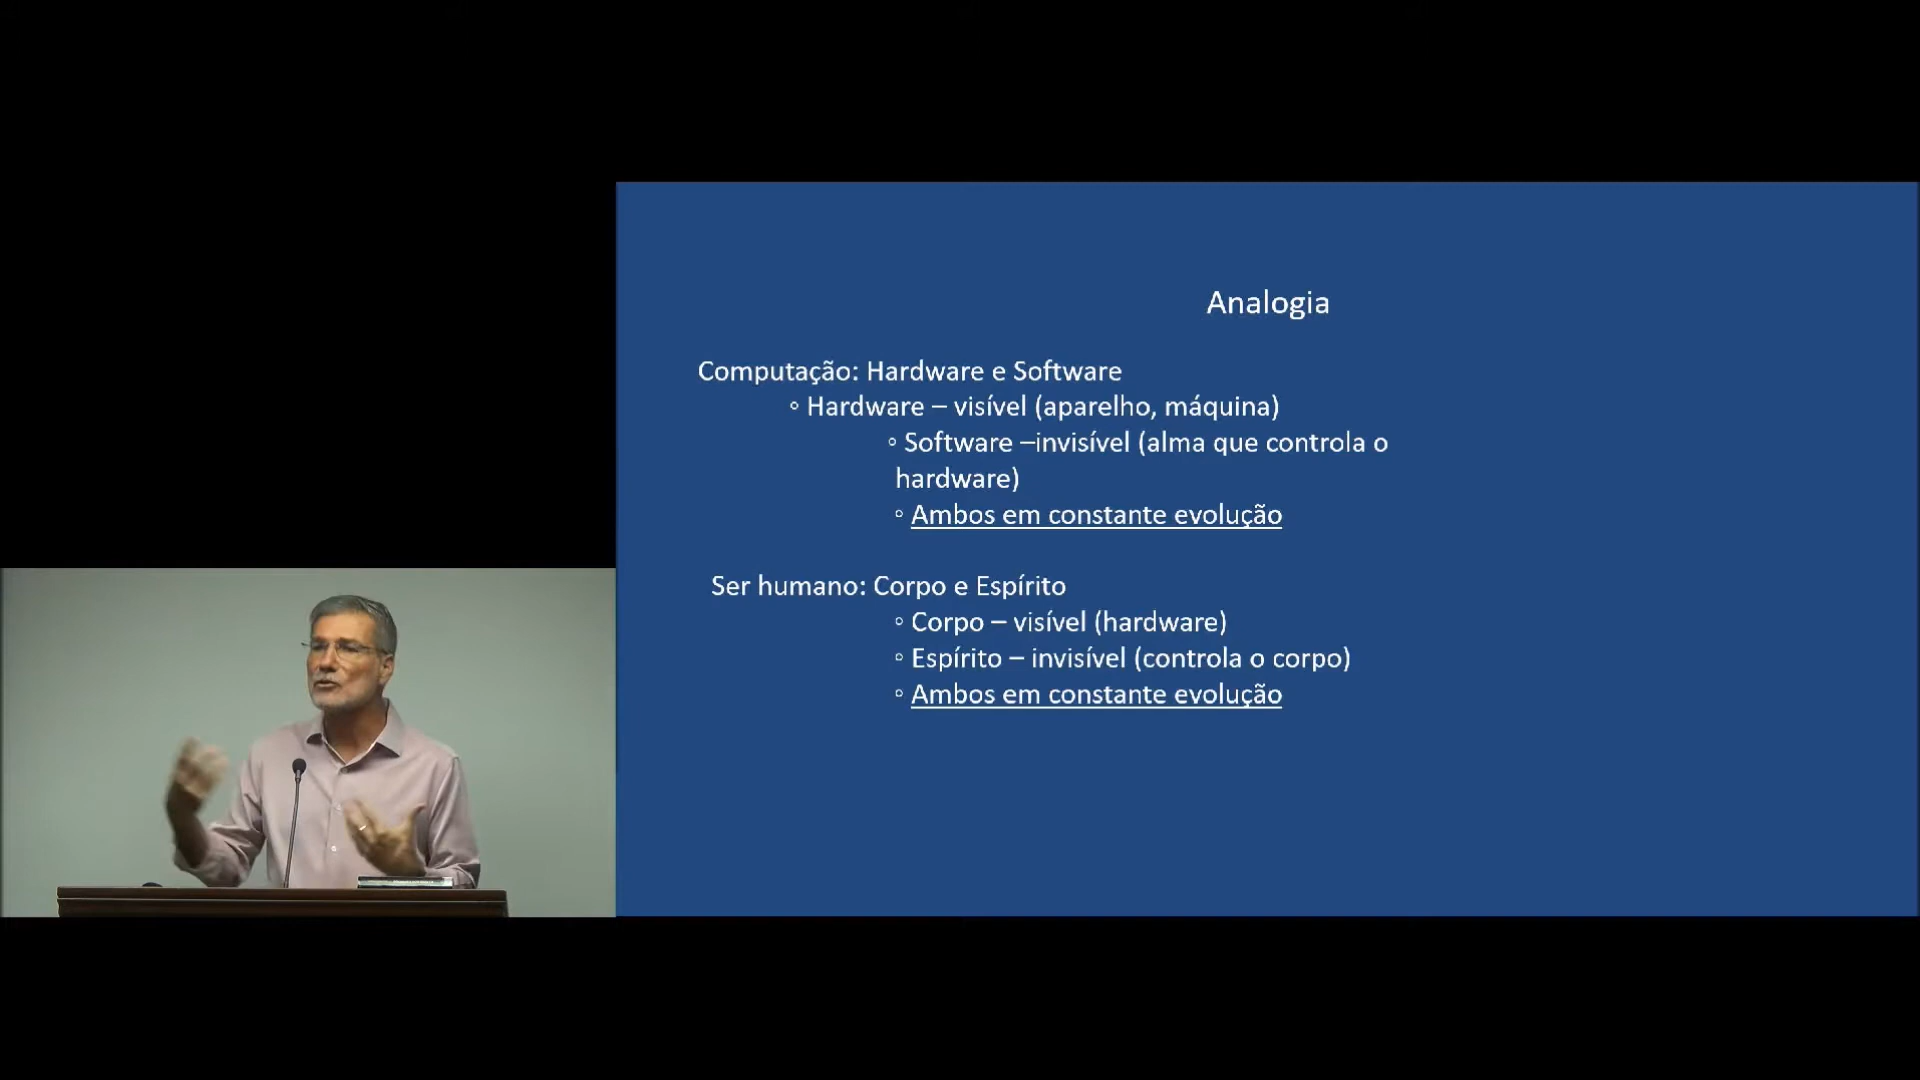 Analogia
Computação: Hardware e Software
◦ Hardware – visível (aparelho, máquina)
◦ Software –invisível (alma que controla o
hardware)
◦ Ambos em constante evolução
Ser humano: Corpo e Espírito
◦ Corpo – visível (hardware)
◦ Espírito – invisível (controla o corpo)
◦ Ambos em constante evolução